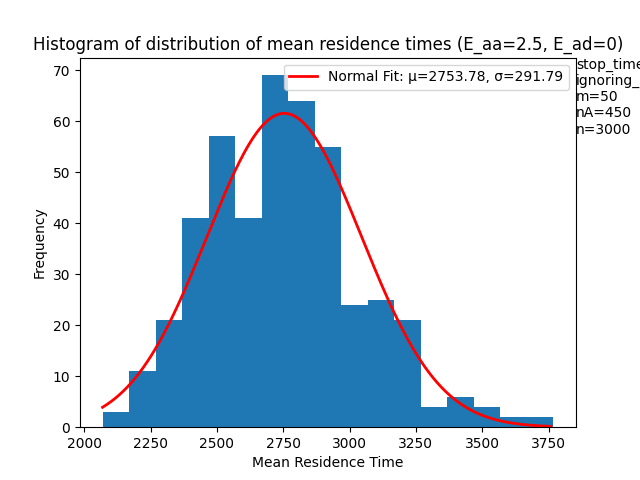 Histogram of distribution of mean residence times (E_aa=2.5, E_ad=0)
Normal Fit: μ=2753.78, σ=291.79
m=50
nA=450
n=3000
70
60
50
40
30
20
10
0
Frequency
2000 2250 2500 2750 3000 3250 3500 3750
Mean Residence Time